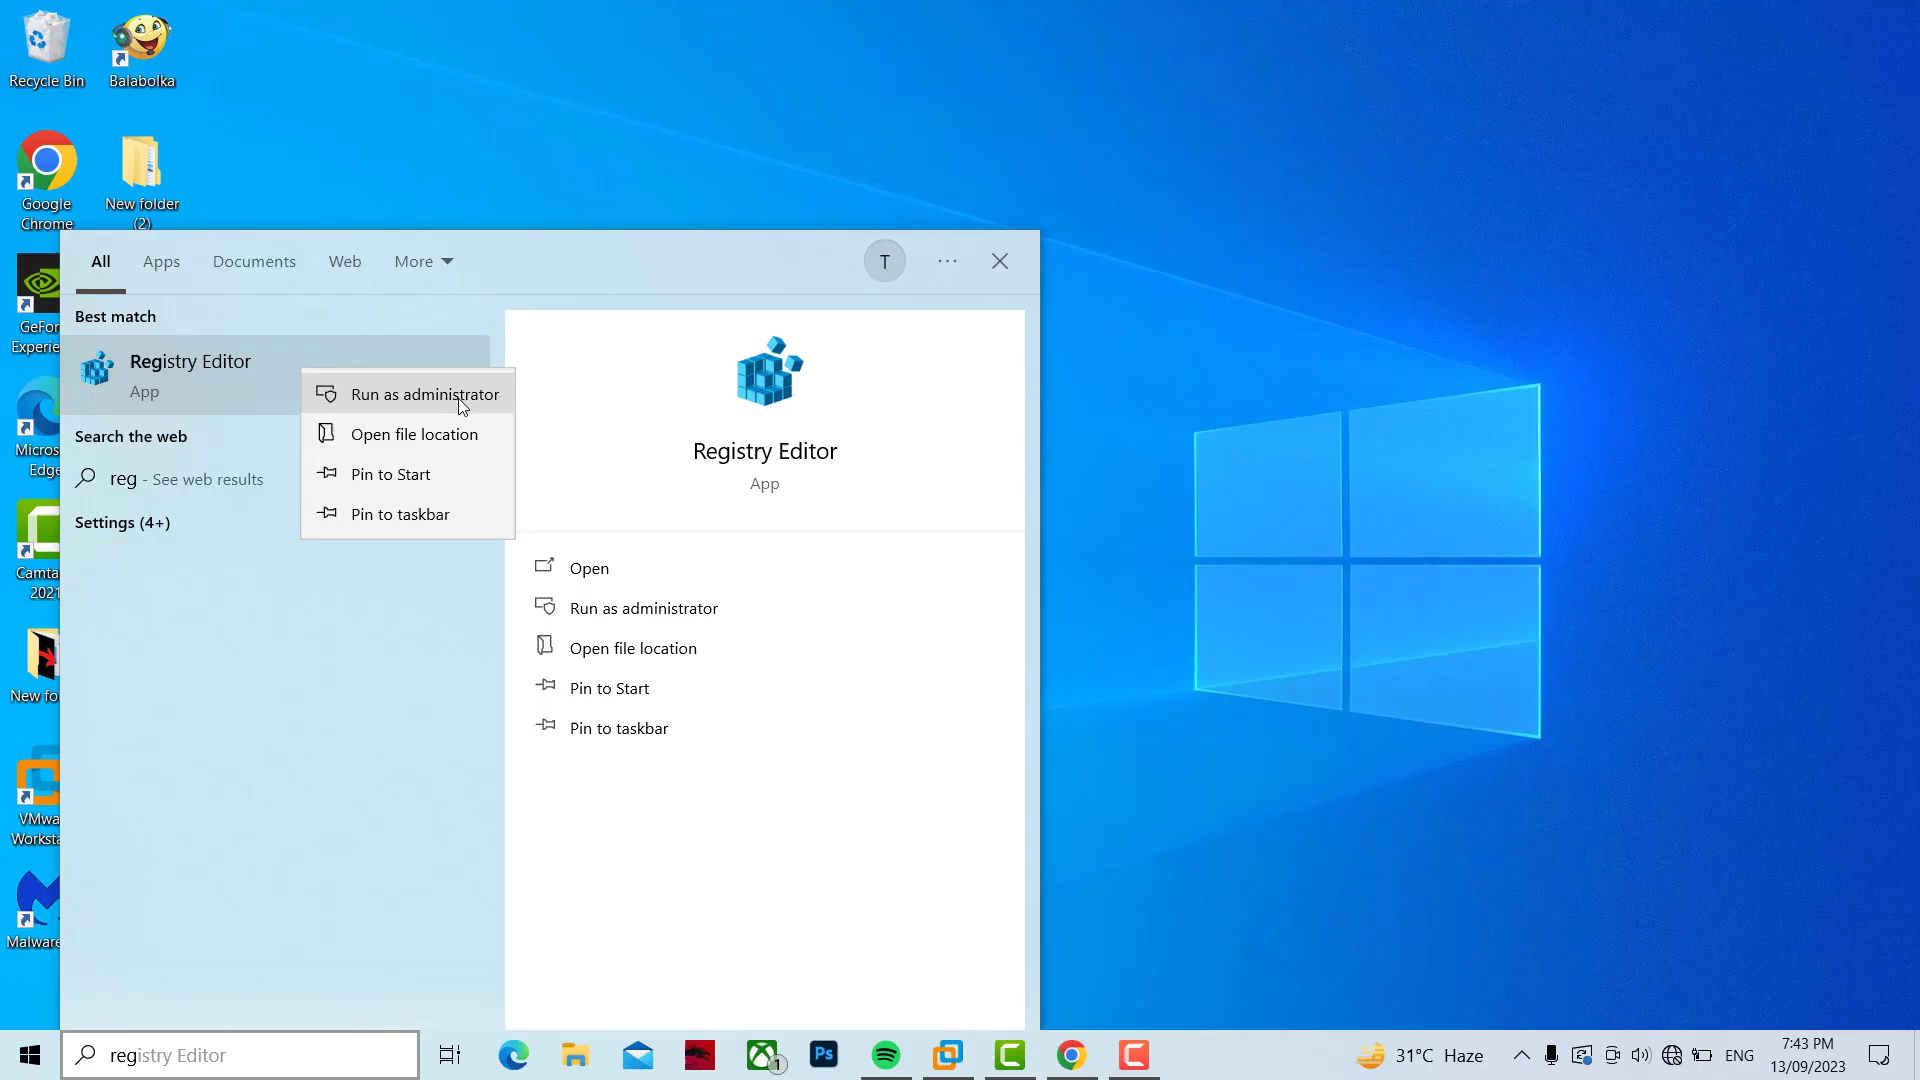 Recycle Bin
Balabolka
Google
Chrome
New folder
(2)
GeFor
Experie
Micros
Edge
Camta
2021
New fo
VMwa
Worksta
Malware
All
Apps
Documents
Web
More
T
Best match
Registry Editor
App
Search the web
reg - See web results
Settings (4+)
Run as administrator
Open file location
Pin to Start
Pin to taskbar
Registry Editor
App
Open
Run as administrator
Open file location
Pin to Start
Pin to taskbar
registry Editor
1
Ps
31°C Haze
ENG
7:43 PM
13/09/2023